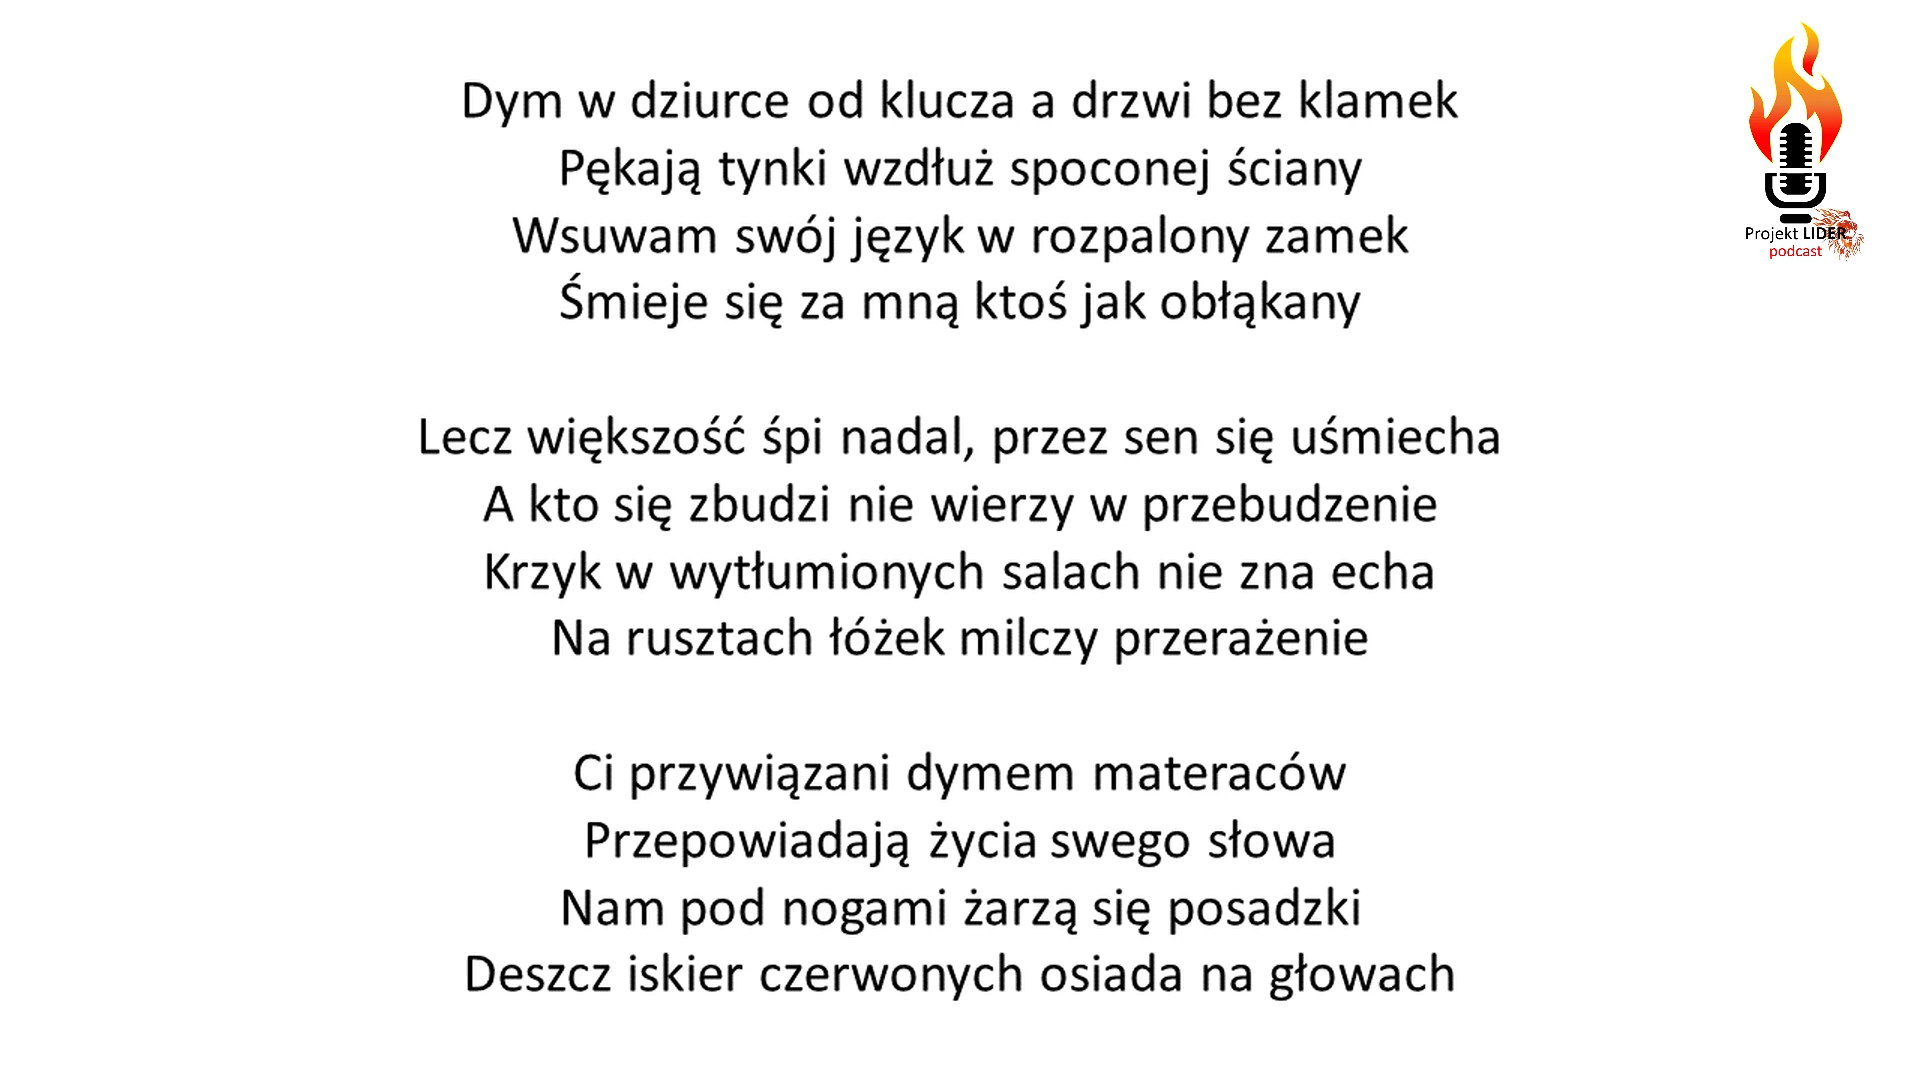 Dym w dziurce od klucza a drzwi bez klamek
Pękają tynki wzdłuż spoconej ściany
Wsuwam swój język w rozpalony zamek
Śmieje się za mną ktoś jak obłąkany
Lecz większość śpi nadal, przez sen się uśmiecha
A kto się zbudzi nie wierzy w przebudzenie
Krzyk w wytłumionych salach nie zna echa
Na rusztach łóżek milczy przerażenie
Ci przywiązani dymem materaców
Przepowiadają życia swego słowa
Nam pod nogami żarzą się posadzki
Deszcz iskier czerwonych osiada na głowach
Projekt LIDER
podcast